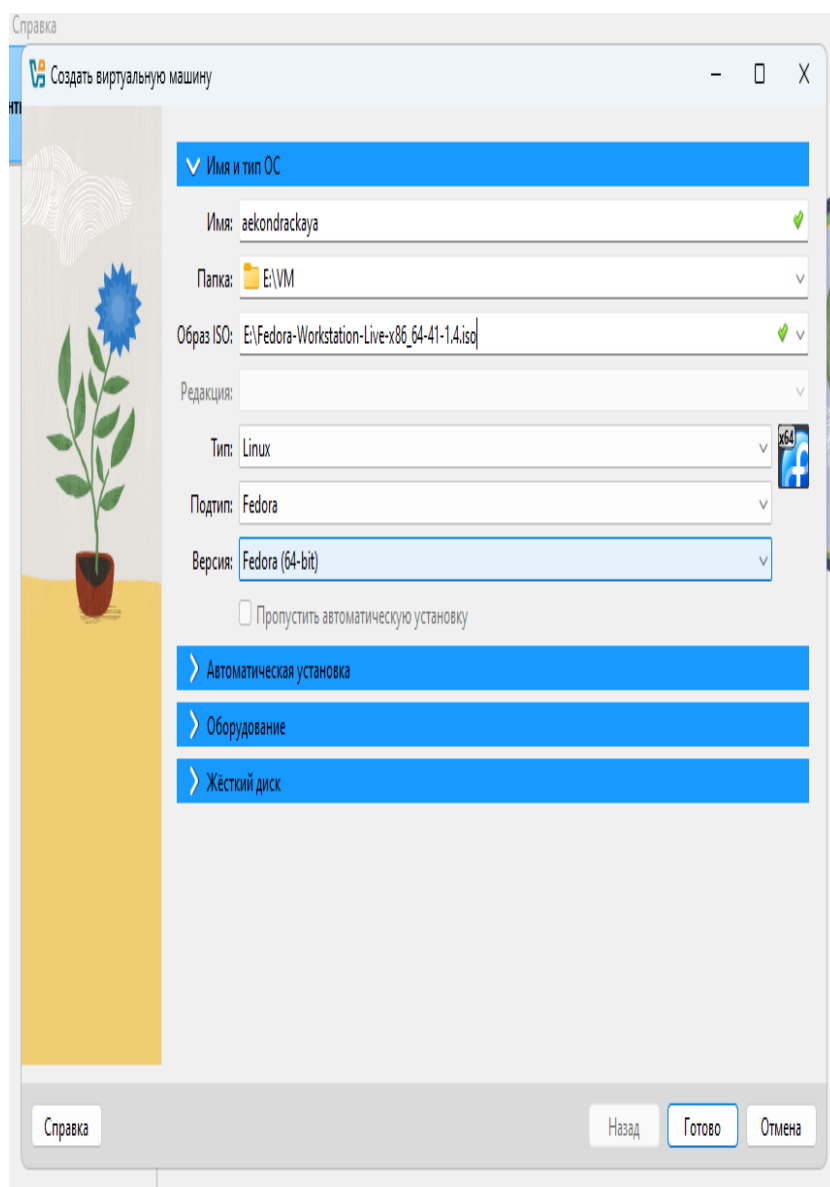 Справка
Создать виртуальную машину
Имя и тип ОС
Имя: aekondrackaya
Папка: E:\VM
Образ ISO: E:\Fedora-Workstation-Live-x86_64-41-1.4.iso
Редакция:
Тип: Linux
x64
Подтип: Fedora
Версия: Fedora (64-bit)
Пропустить автоматическую установку
Автоматическая установка
Оборудование
Жёсткий диск
Справка Назад Готово Отмена